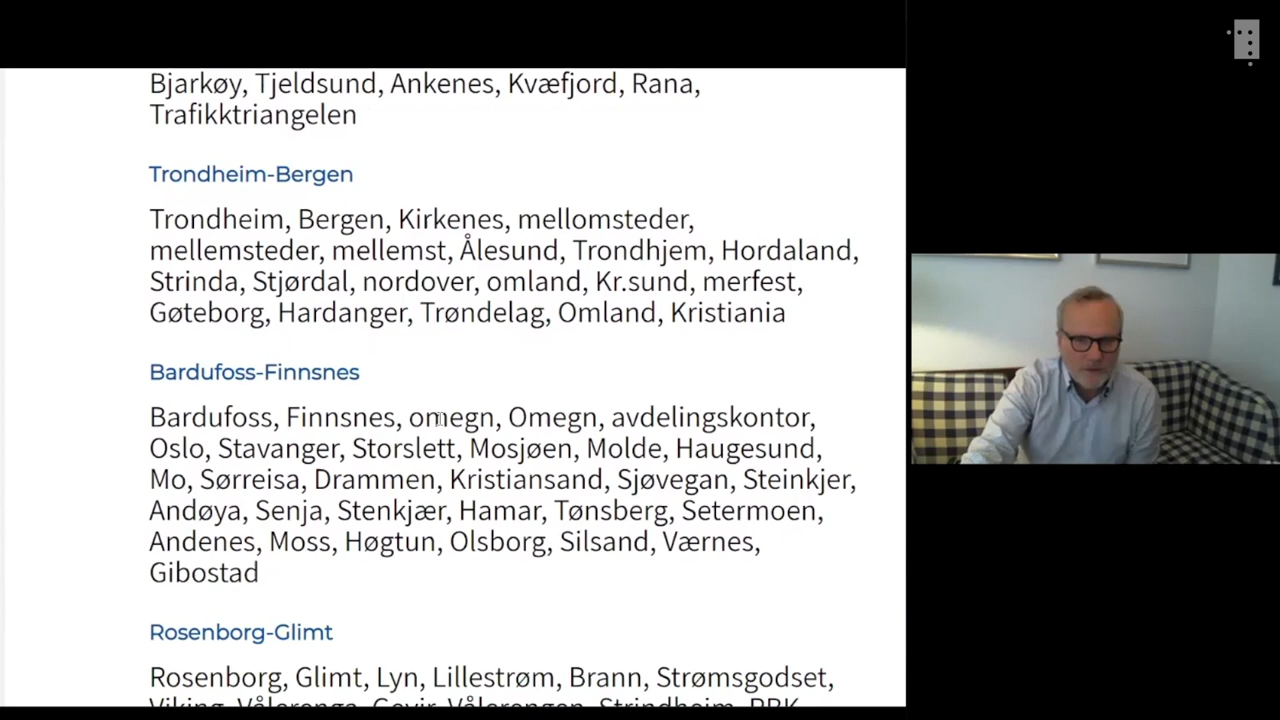 Bjarkøy, Tjeldsund, Ankenes, Kvæfjord, Rana,
Trafikktriangelen
Trondheim-Bergen
Trondheim, Bergen, Kirkenes, mellomsteder,
mellemsteder, mellemst, Ålesund, Trondhjem, Hordaland,
Strinda, Stjørdal, nordover, omland, Kr.sund, merfest,
Gøteborg, Hardanger, Trøndelag, Omland, Kristiania
Bardufoss-Finnsnes
Bardufoss, Finnsnes, omegn, Omegn, avdelingskontor,
Oslo, Stavanger, Storslett, Mosjøen, Molde, Haugesund,
Mo, Sørreisa, Drammen, Kristiansand, Sjøvegan, Steinkjer,
Andøya, Senja, Stenkjær, Hamar, Tønsberg, Setermoen,
Andenes, Moss, Høgtun, Olsborg, Silsand, Værnes,
Gibostad
Rosenborg-Glimt
Rosenborg, Glimt, Lyn, Lillestrøm, Brann, Strømsgodset,